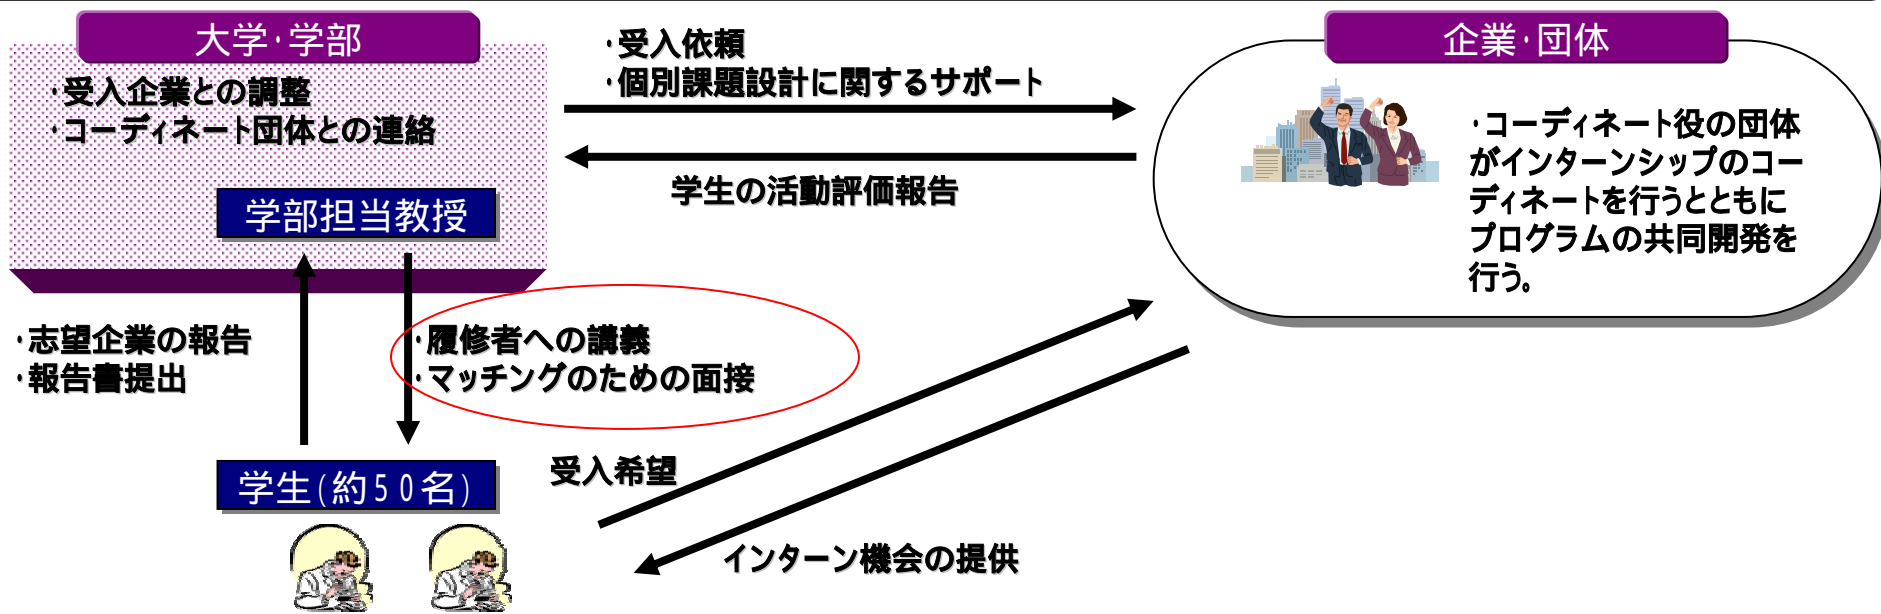 大学・学部
・受入企業との調整
・コーディネート団体との連絡
学部担当教授
・受入依頼
・個別課題設計に関するサポート
学生の活動評価報告
企業・団体
・コーディネート役の団体
がインターンシップのコー
ディネートを行うとともに
プログラムの共同開発を
行う。
・志望企業の報告
・報告書提出
・履修者への講義
・マッチングのための面接
学生(約50名)
受入希望
インターン機会の提供